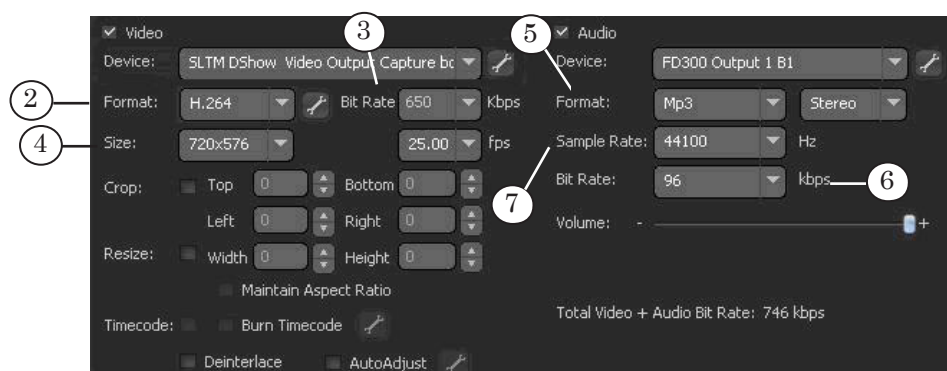 Video
Device: SLTM DShow Video Output Capture bc
Format: H.264 Bit Rate 650 Kbps
Size: 720x576 25.00 fps
Crop: Top 0 Bottom 0
Left 0 Right 0
Resize: Width 0 Height 0
Maintain Aspect Ratio
Timecode: Burn Timecode
Deinterlace AutoAdjust
Audio
Device: FD300 Output 1 B1
Format: Mp3 Stereo
Sample Rate: 44100 Hz
Bit Rate: 96 kbps
Volume: - +
Total Video + Audio Bit Rate: 746 kbps
2
3
4
5
6
7